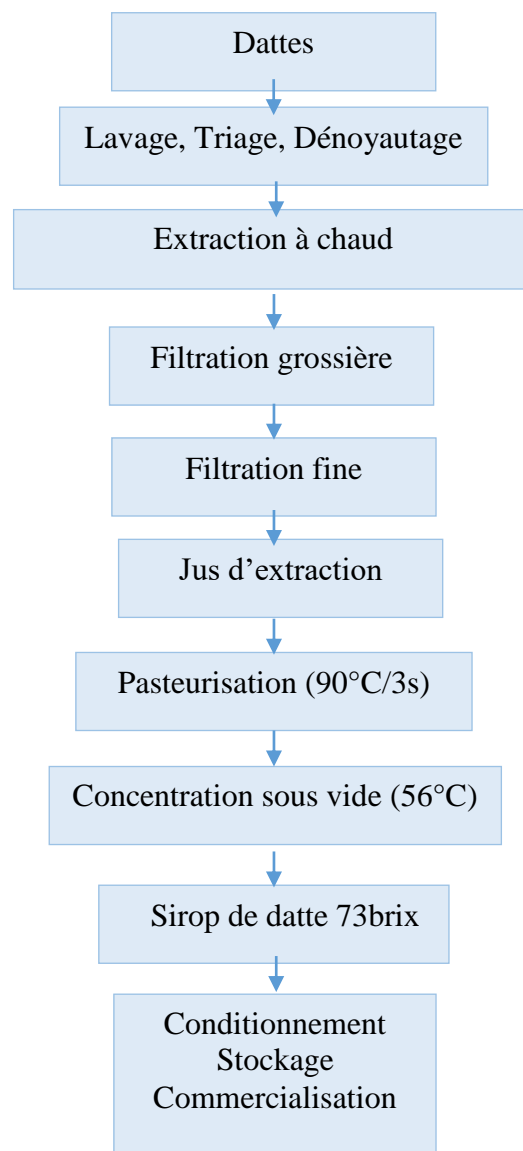 Dattes
Lavage, Triage, Dénoyautage
Extraction à chaud
Filtration grossière
Filtration fine
Jus d’extraction
Pasteurisation (90°C/3s)
Concentration sous vide (56°C)
Sirop de datte 73brix
Conditionnement
Stockage
Commercialisation